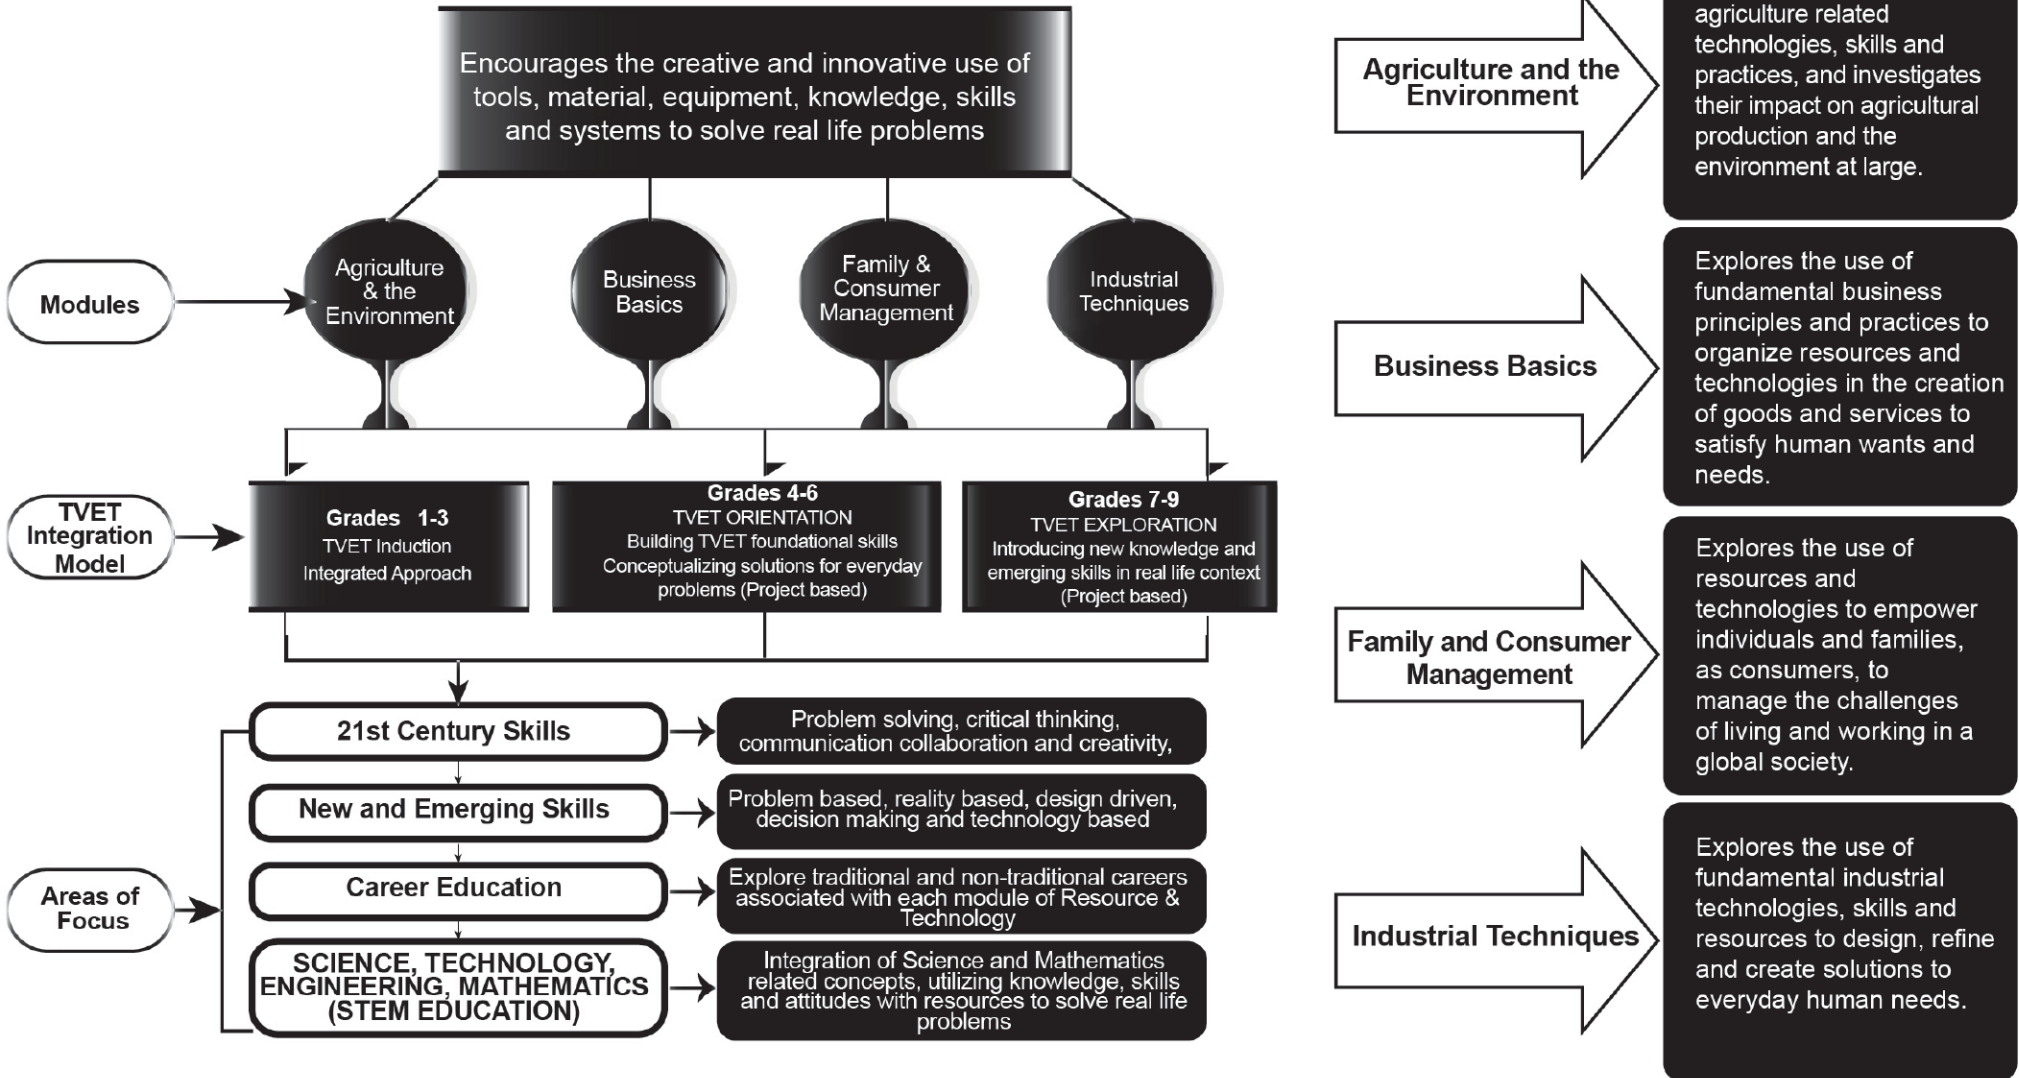 Encourages the creative and innovative use of
tools, material, equipment, knowledge, skills
and systems to solve real life problems
Modules
Agriculture
& the
Environment
Business
Basics
Family &
Consumer
Management
Industrial
Techniques
TVET
Integration
Model
Grades 1-3
TVET Induction
Integrated Approach
Grades 4-6
TVET ORIENTATION
Building TVET foundational skills
Conceptualizing solutions for everyday
problems (Project based)
Grades 7-9
TVET EXPLORATION
Introducing new knowledge and
emerging skills in real life context
(Project based)
Areas of
Focus
21st Century Skills
Problem solving, critical thinking,
communication collaboration and creativity,
New and Emerging Skills
Problem based, reality based, design driven,
decision making and technology based
Career Education
Explore traditional and non-traditional careers
associated with each module of Resource &
Technology
SCIENCE, TECHNOLOGY,
ENGINEERING, MATHEMATICS
(STEM EDUCATION)
Integration of Science and Mathematics
related concepts, utilizing knowledge, skills
and attitudes with resources to solve real life
problems
Agriculture and the
Environment
agriculture related
technologies, skills and
practices, and investigates
their impact on agricultural
production and the
environment at large.
Business Basics
Explores the use of
fundamental business
principles and practices to
organize resources and
technologies in the creation
of goods and services to
satisfy human wants and
needs.
Family and Consumer
Management
Explores the use of
resources and
technologies to empower
individuals and families,
as consumers, to
manage the challenges
of living and working in a
global society.
Industrial Techniques
Explores the use of
fundamental industrial
technologies, skills and
resources to design, refine
and create solutions to
everyday human needs.